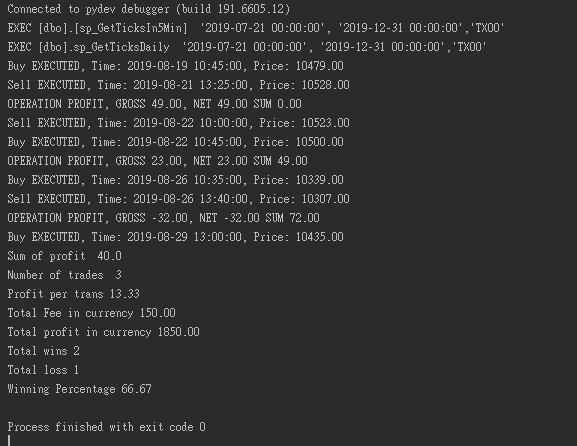 Connected to pydev debugger (build 191.6605.12)
EXEC [dbo].[sp_GetTicksIn5Min]  '2019-07-21 00:00:00', '2019-12-31 00:00:00','TX00'
EXEC [dbo].sp_GetTicksDaily  '2019-07-21 00:00:00', '2019-12-31 00:00:00','TX00'
Buy EXECUTED, Time: 2019-08-19 10:45:00, Price: 10479.00
Sell EXECUTED, Time: 2019-08-21 13:25:00, Price: 10528.00
OPERATION PROFIT, GROSS 49.00, NET 49.00 SUM 0.00
Sell EXECUTED, Time: 2019-08-22 10:00:00, Price: 10523.00
Buy EXECUTED, Time: 2019-08-22 10:45:00, Price: 10500.00
OPERATION PROFIT, GROSS 23.00, NET 23.00 SUM 49.00
Buy EXECUTED, Time: 2019-08-26 10:35:00, Price: 10339.00
Sell EXECUTED, Time: 2019-08-26 13:40:00, Price: 10307.00
OPERATION PROFIT, GROSS -32.00, NET -32.00 SUM 72.00
Buy EXECUTED, Time: 2019-08-29 13:00:00, Price: 10435.00
Sum of profit  40.0
Number of trades  3
Profit per trans 13.33
Total Fee in currency 150.00
Total profit in currency 1850.00
Total wins 2
Total loss 1
Winning Percentage 66.67
Process finished with exit code 0